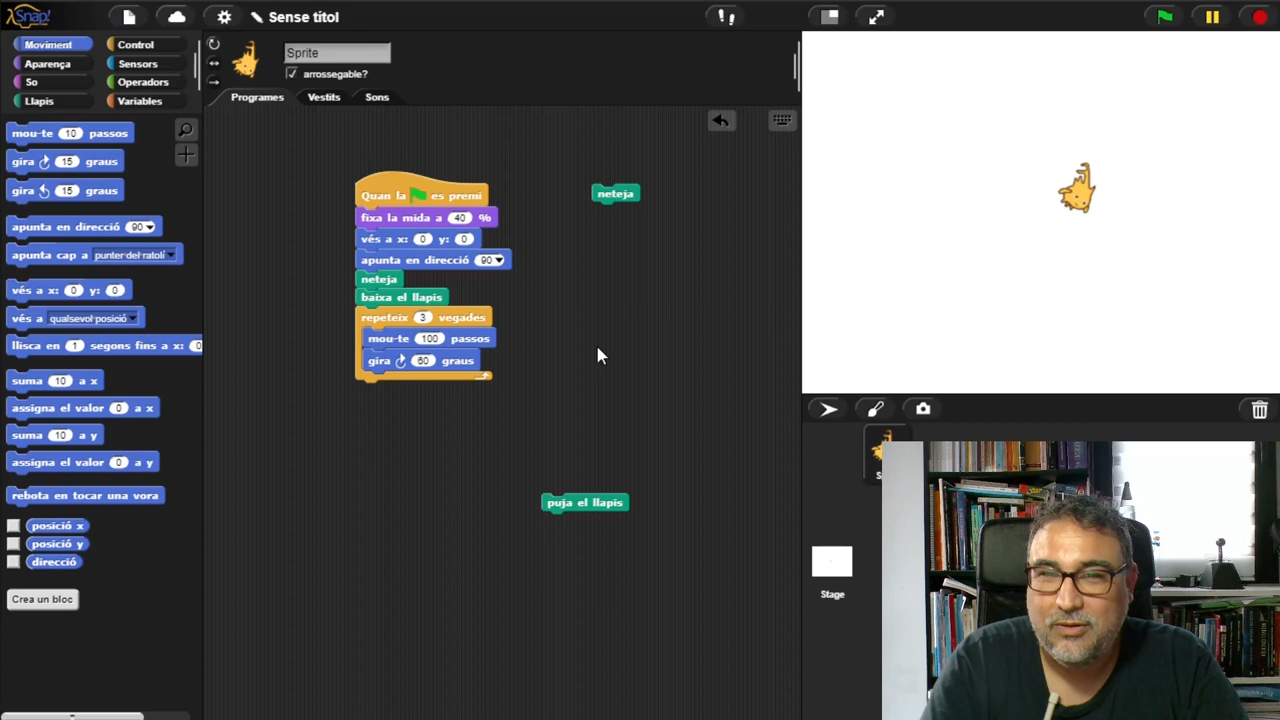 Snap!
Sense títol
Moviment
Control
Aparença
Sensors
So
Operadors
Llapis
Variables
mou-te 10 passos
gira 15 graus
gira 15 graus
apunta en direcció 90
apunta cap a punter del ratolí
vés a x: 0 y: 0
vés a qualsevol posició
llisca en 1 segons fins a x: 0
suma 10 a x
assigna el valor 0 a x
suma 10 a y
assigna el valor 0 a y
rebota en tocar una vora
posició x
posició y
direcció
Crea un bloc
Sprite
arrossegable?
Programes Vestits Sons
Quan la es premi
fixa la mida a 40 %
vés a x: 0 y: 0
apunta en direcció 90
neteja
baixa el llapis
repeteix 3 vegades
mou-te 100 passos
gira 60 graus
neteja
puja el llapis
Stage